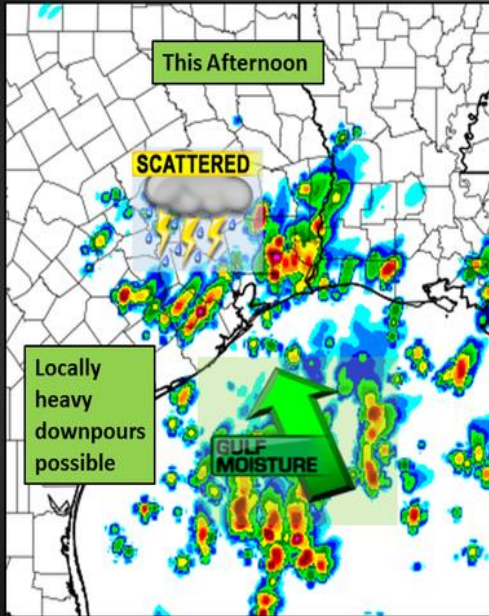 This Afternoon
SCATTERED
Locally
heavy
downpours
possible
GULF
MOISTURE